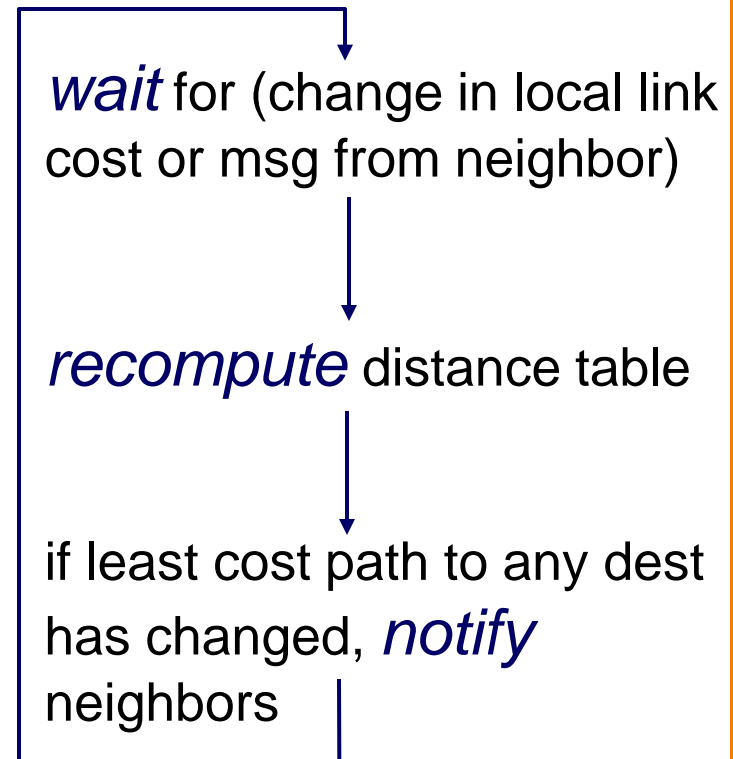 wait for (change in local link
cost or msg from neighbor)
recompute distance table
if least cost path to any dest
has changed, notify
neighbors